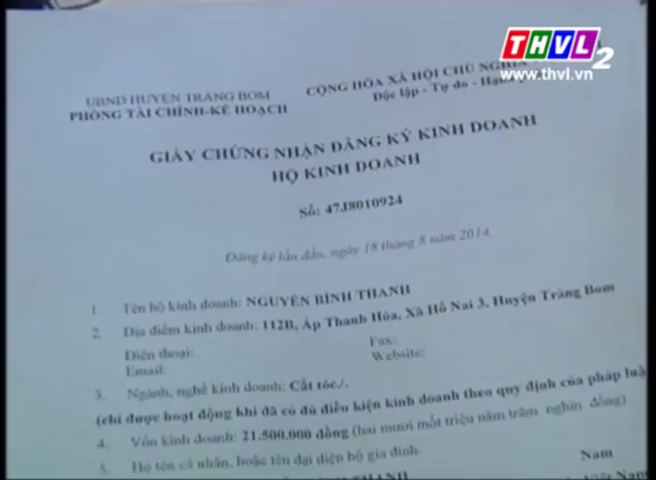 THVL2
www.thvl.vn
UBND HUYỆN TRẢNG BOM
PHÒNG TÀI CHÍNH-KẾ HOẠCH
CỘNG HÒA XÃ HỘI CHỦ NGHĨA
Độc lập - Tự do -
GIẤY CHỨNG NHẬN ĐĂNG KÝ KINH DOANH
HỘ KINH DOANH
Số: 47J8010924
Đăng ký lần đầu, ngày 18 tháng 8 năm 2014.
1. Tên hộ kinh doanh: NGUYỄN BÌNH THANH
2. Địa điểm kinh doanh: 112B, Ấp Thanh Hóa, Xã Hố Nai 3, Huyện Trảng Bom
Điện thoại: Fax:
Email: Website:
3. Ngành, nghề kinh doanh: Cắt tóc./.
(chỉ được hoạt động khi đã có đủ điều kiện kinh doanh theo quy định của pháp luậ
4. Vốn kinh doanh: 21.500.000 đồng (hai mươi mốt triệu năm trăm nghìn đồng)
5. Họ tên cá nhân, hoặc tên đại diện hộ gia đình:
Nam